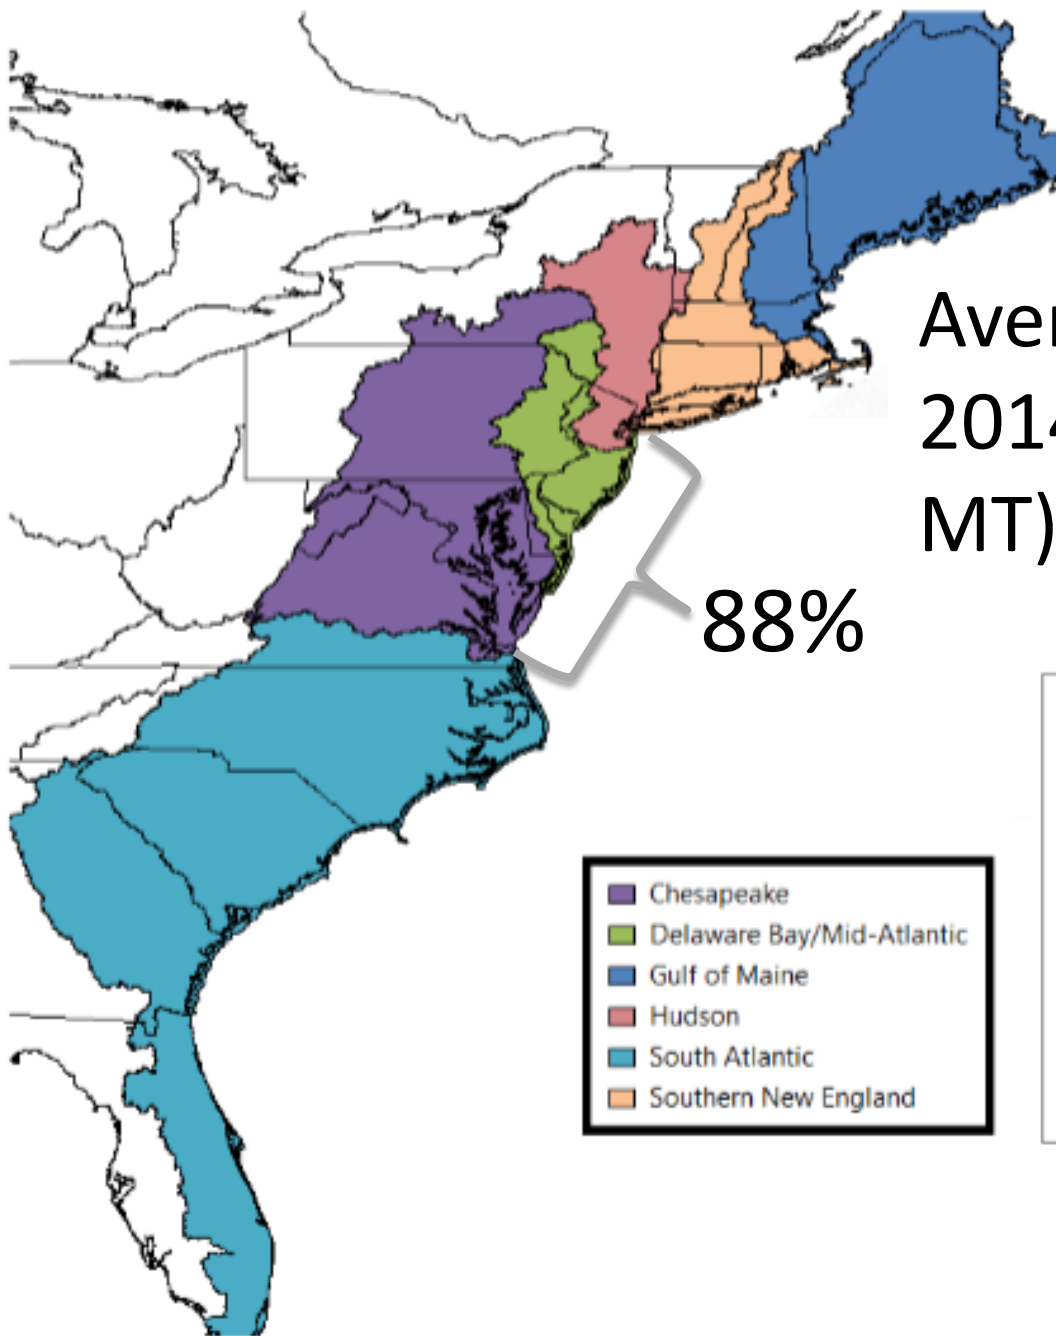 Aver
2014
MT)
88%
Chesapeake
Delaware Bay/Mid-Atlantic
Gulf of Maine
Hudson
South Atlantic
Southern New England